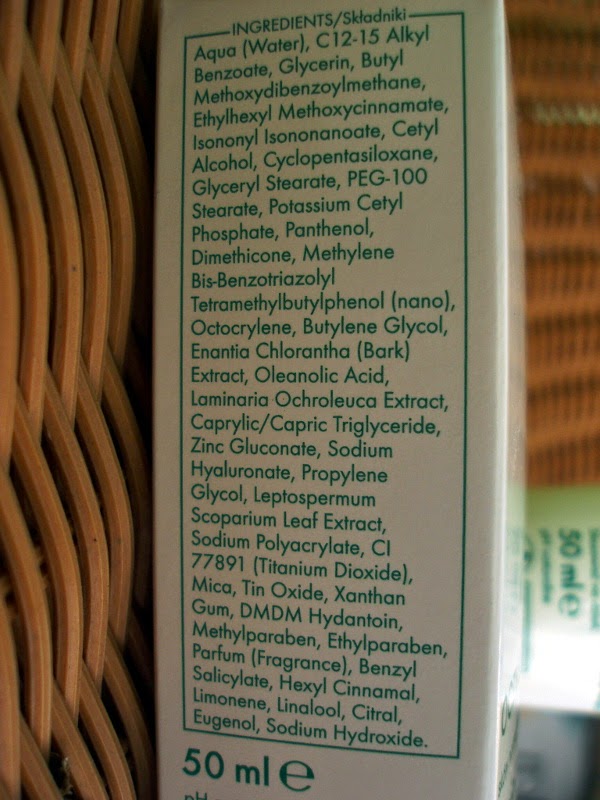 INGREDIENTS/Składniki
Aqua (Water), C12-15 Alkyl
Benzoate, Glycerin, Butyl
Methoxydibenzoylmethane,
Ethylhexyl Methoxycinnamate,
Isononyl Isononanoate, Cetyl
Alcohol, Cyclopentasiloxane,
Glyceryl Stearate, PEG-100
Stearate, Potassium Cetyl
Phosphate, Panthenol,
Dimethicone, Methylene
Bis-Benzotriazolyl
Tetramethylbutylphenol (nano),
Octocrylene, Butylene Glycol,
Enantia Chlorantha (Bark)
Extract, Oleanolic Acid,
Laminaria Ochroleuca Extract,
Caprylic/Capric Triglyceride,
Zinc Gluconate, Sodium
Hyaluronate, Propylene
Glycol, Leptospermum
Scoparium Leaf Extract,
Sodium Polyacrylate, CI
77891 (Titanium Dioxide),
Mica, Tin Oxide, Xanthan
Gum, DMDM Hydantoin,
Methylparaben, Ethylparaben,
Parfum (Fragrance), Benzyl
Salicylate, Hexyl Cinnamal,
Limonene, Linalool, Citral,
Eugenol, Sodium Hydroxide.
50 ml ℮
pH
50 ml ℮